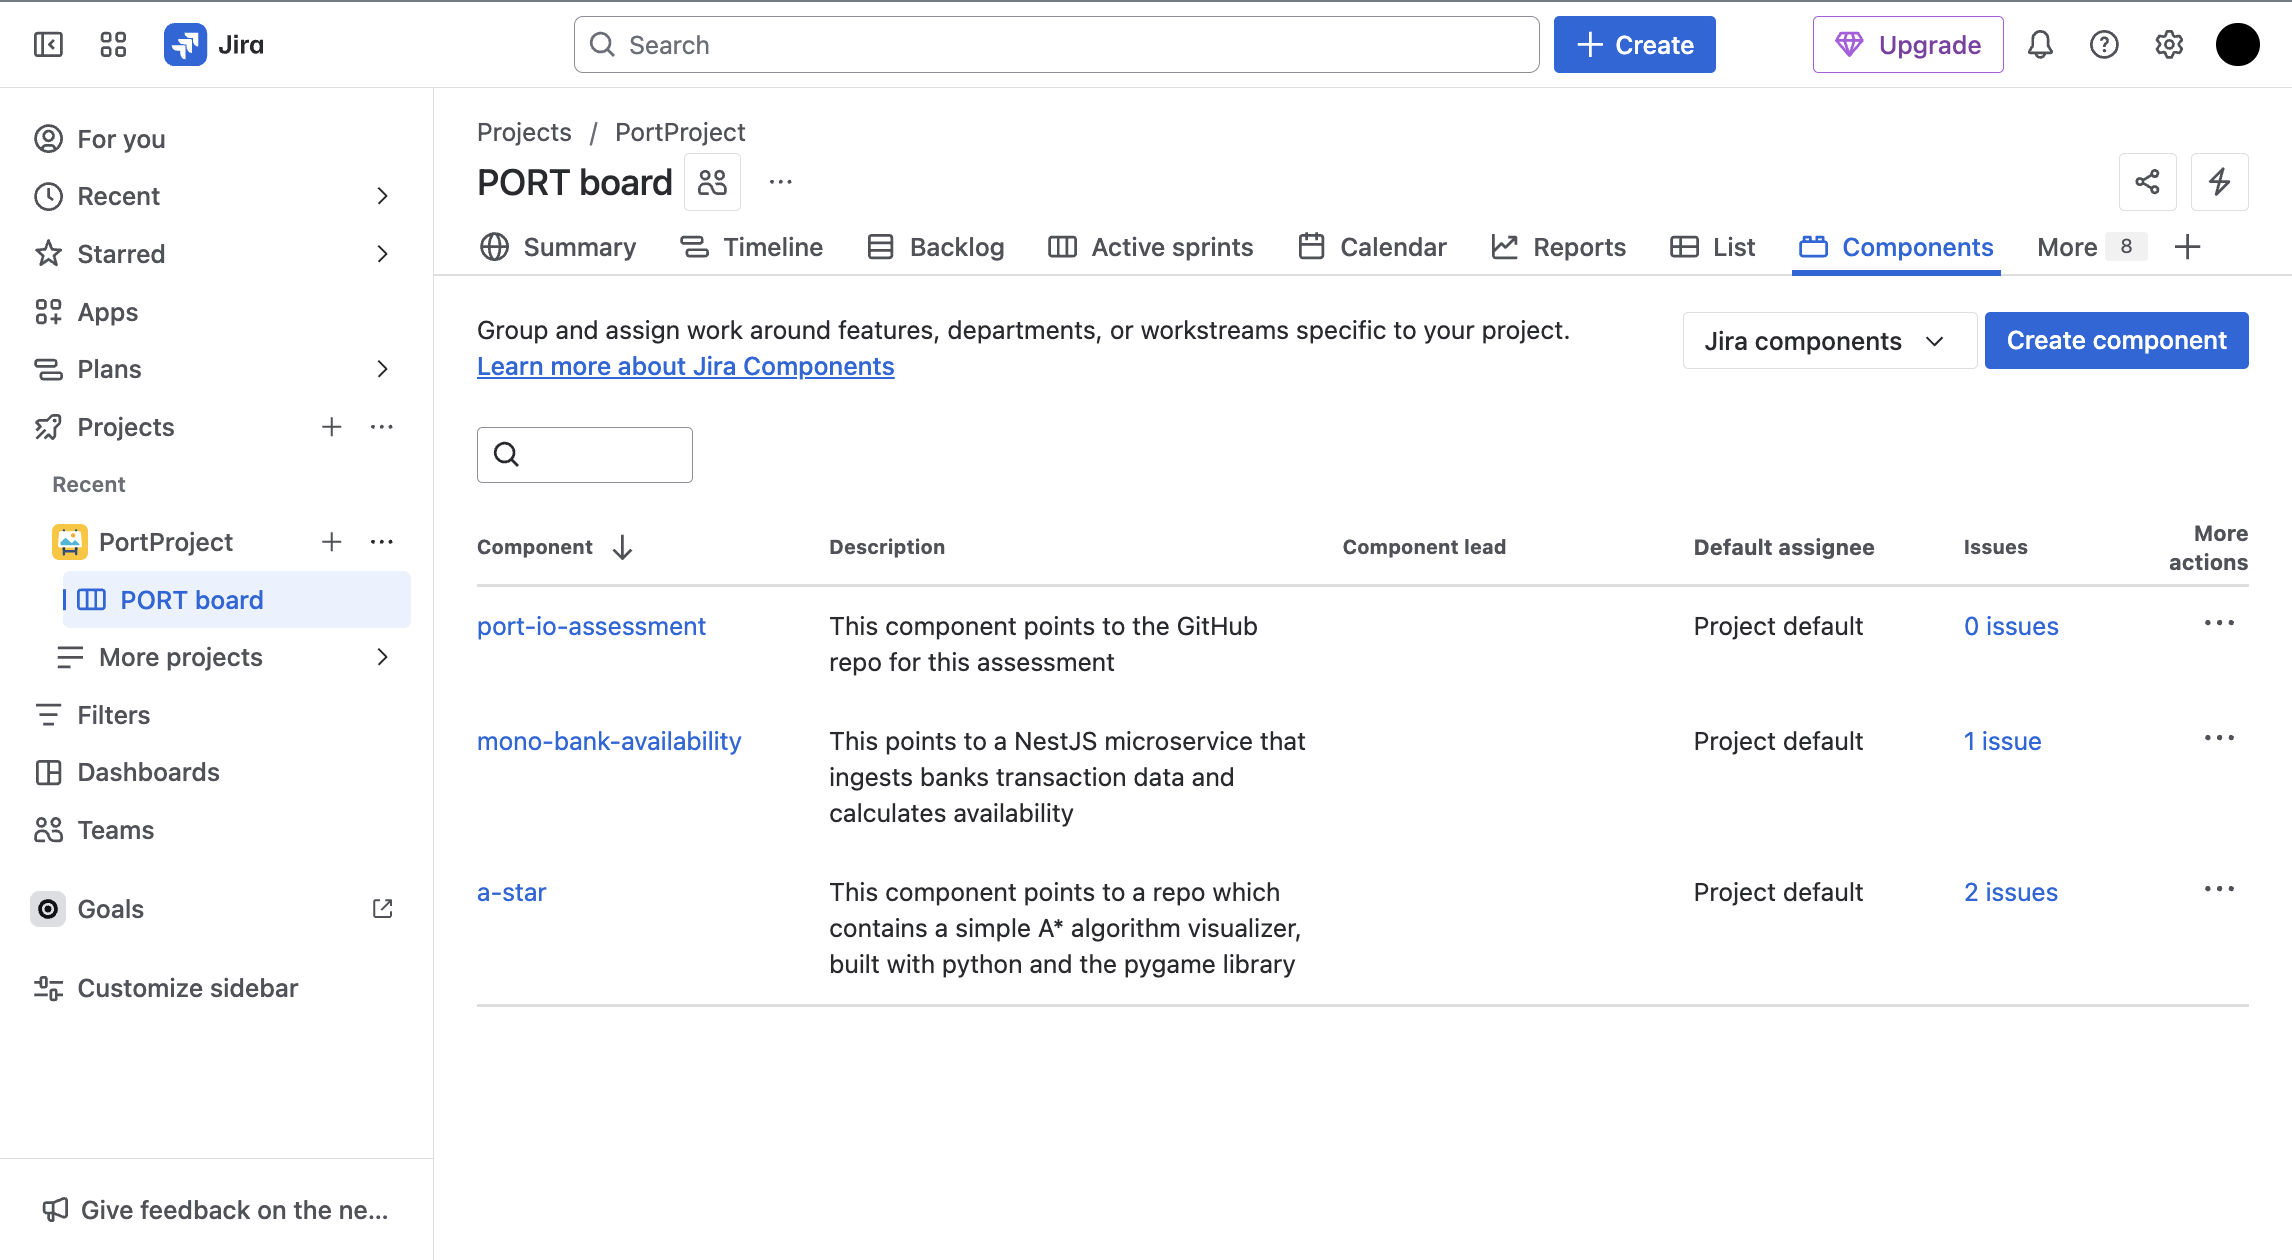 Jira
Search
Create
Upgrade
For you
Recent
Starred
Apps
Plans
Projects
Recent
PortProject
PORT board
More projects
Filters
Dashboards
Teams
Goals
Customize sidebar
Give feedback on the ne...
Projects / PortProject
PORT board
Summary
Timeline
Backlog
Active sprints
Calendar
Reports
List
Components
More 8
Group and assign work around features, departments, or workstreams specific to your project.
Learn more about Jira Components
Jira components
Create component
Component
Description
Component lead
Default assignee
Issues
More
actions
port-io-assessment
This component points to the GitHub
repo for this assessment
Project default
0 issues
mono-bank-availability
This points to a NestJS microservice that
ingests banks transaction data and
calculates availability
Project default
1 issue
a-star
This component points to a repo which
contains a simple A* algorithm visualizer,
built with python and the pygame library
Project default
2 issues